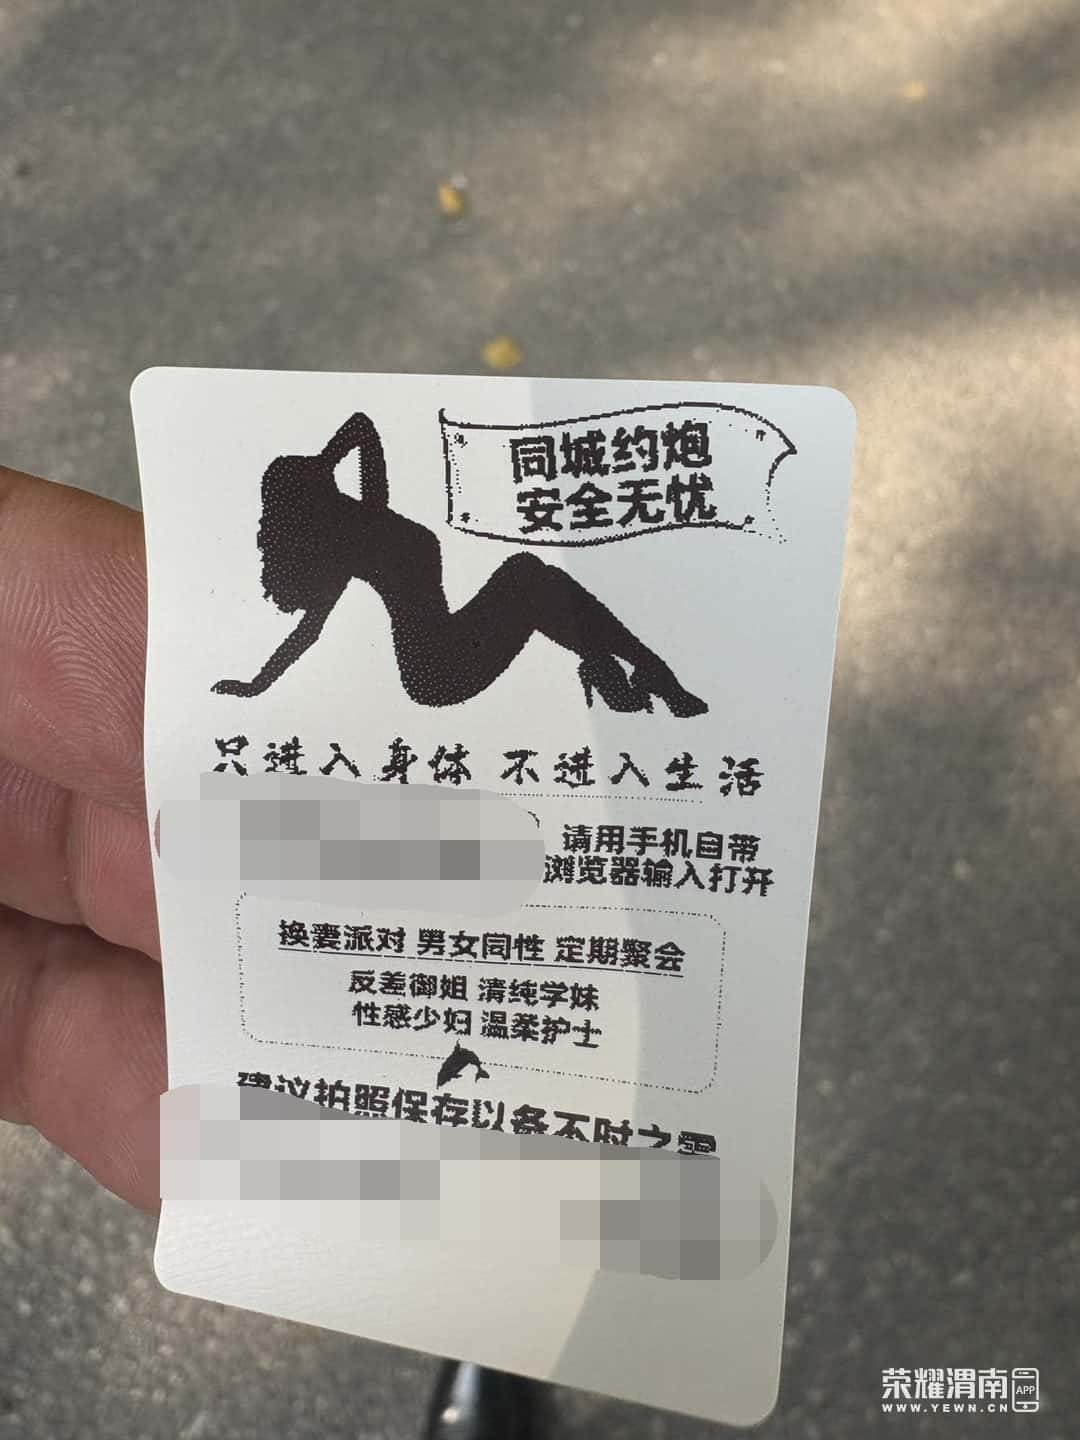 同城约炮
安全无忧
只进入身体 不进入生活
请用手机自带
浏览器输入打开
换妻派对 男女同性 定期聚会
反差御姐 清纯学妹
性感少妇 温柔护士
建议拍照保存以备不时之需
荣耀渭南 APP
WWW.YEWN.CN